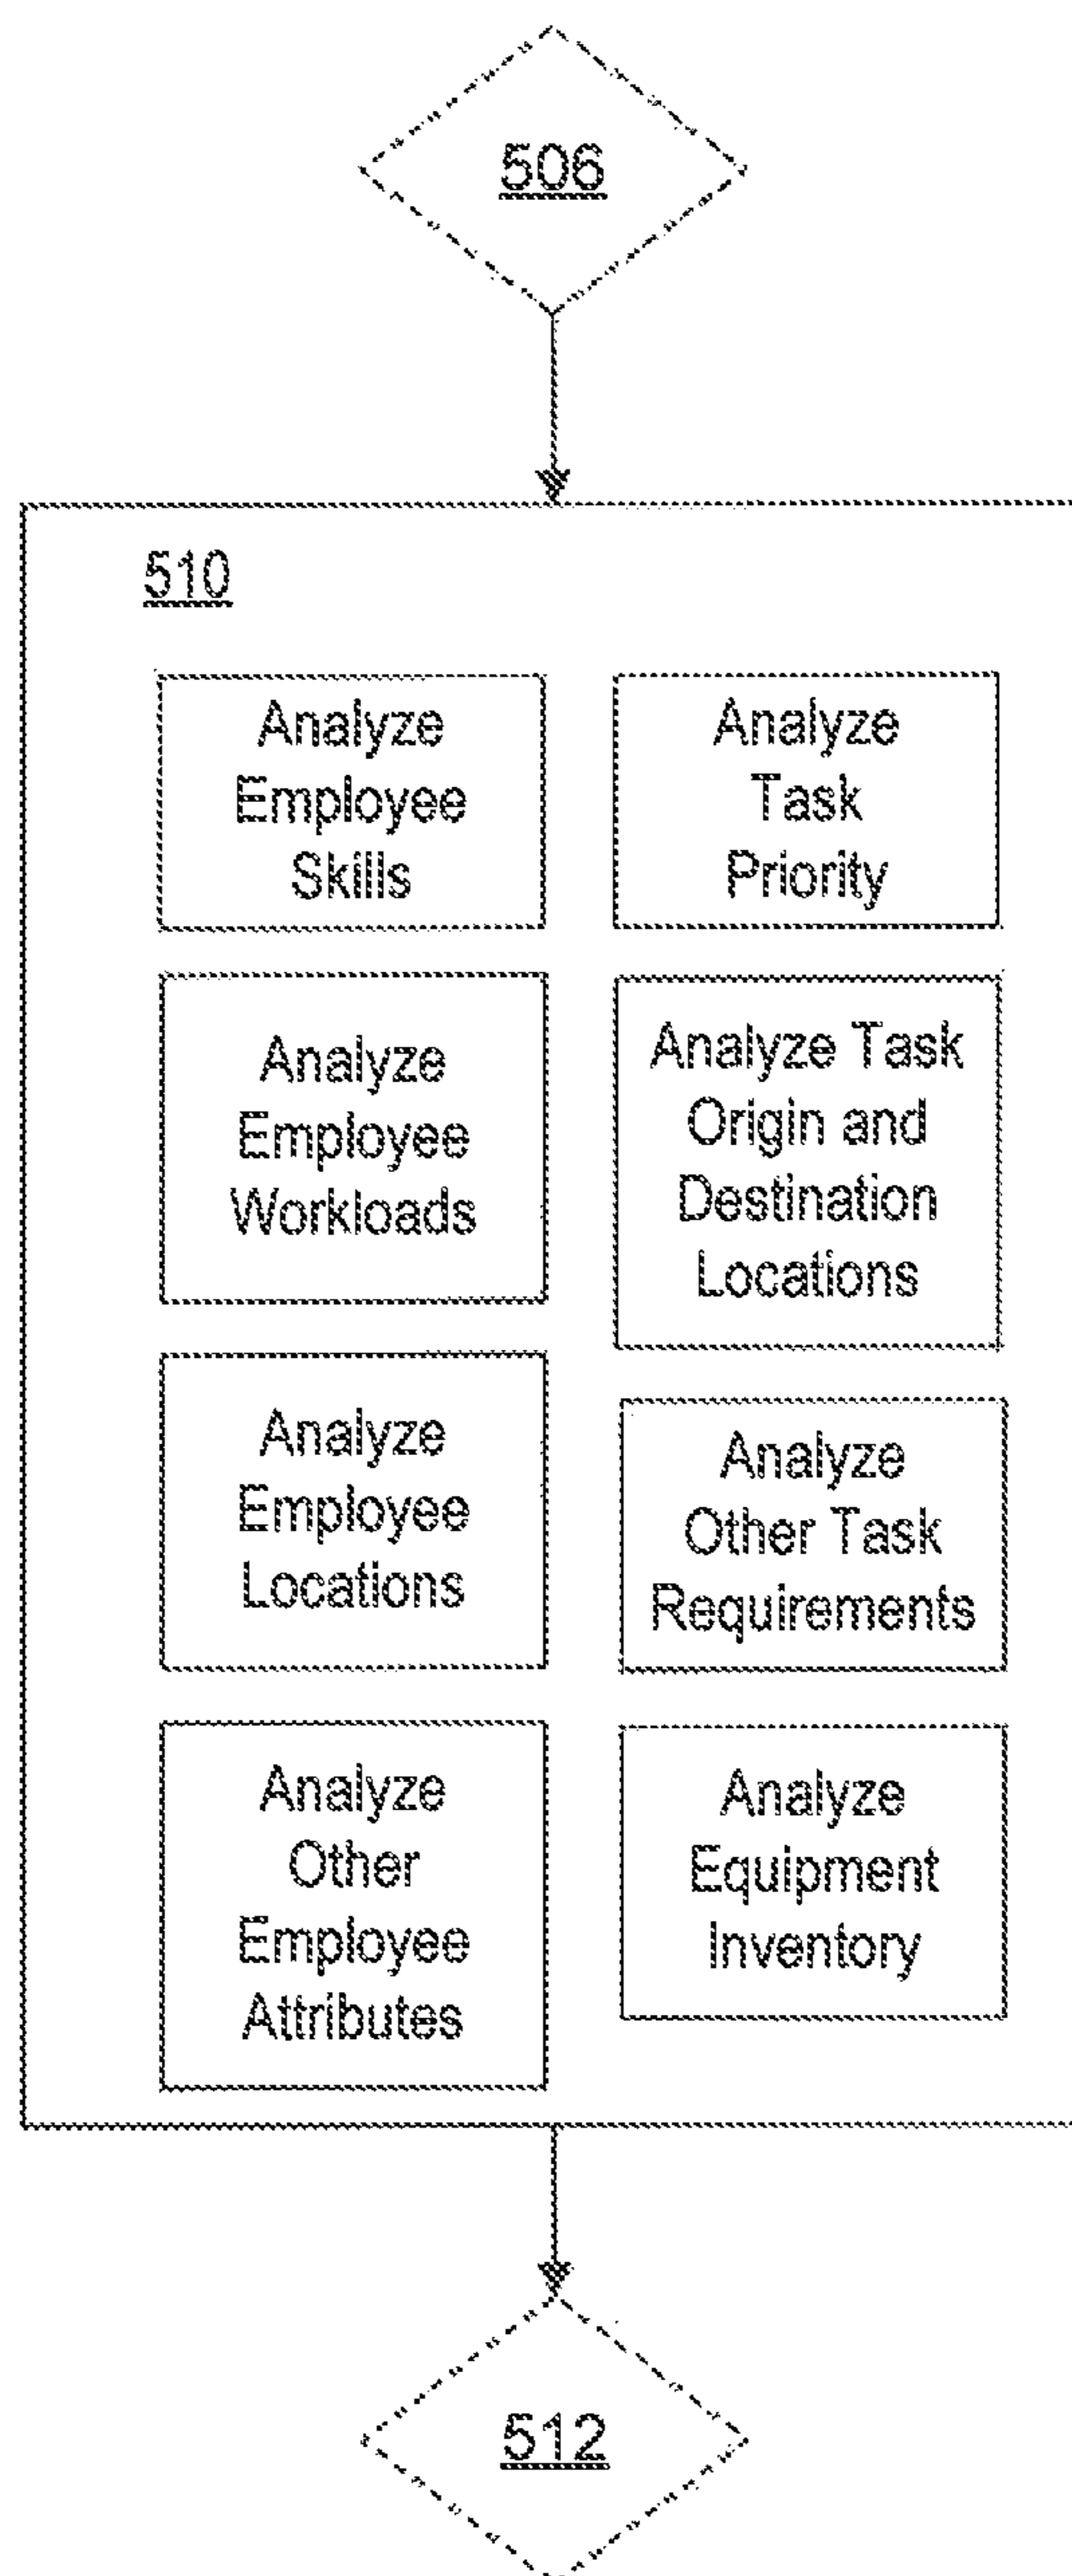 506
510
Analyze
Employee
Skills
Analyze
Task
Priority
Analyze
Employee
Workloads
Analyze Task
Origin and
Destination
Locations
Analyze
Employee
Locations
Analyze
Other Task
Requirements
Analyze
Other
Employee
Attributes
Analyze
Equipment
Inventory
512